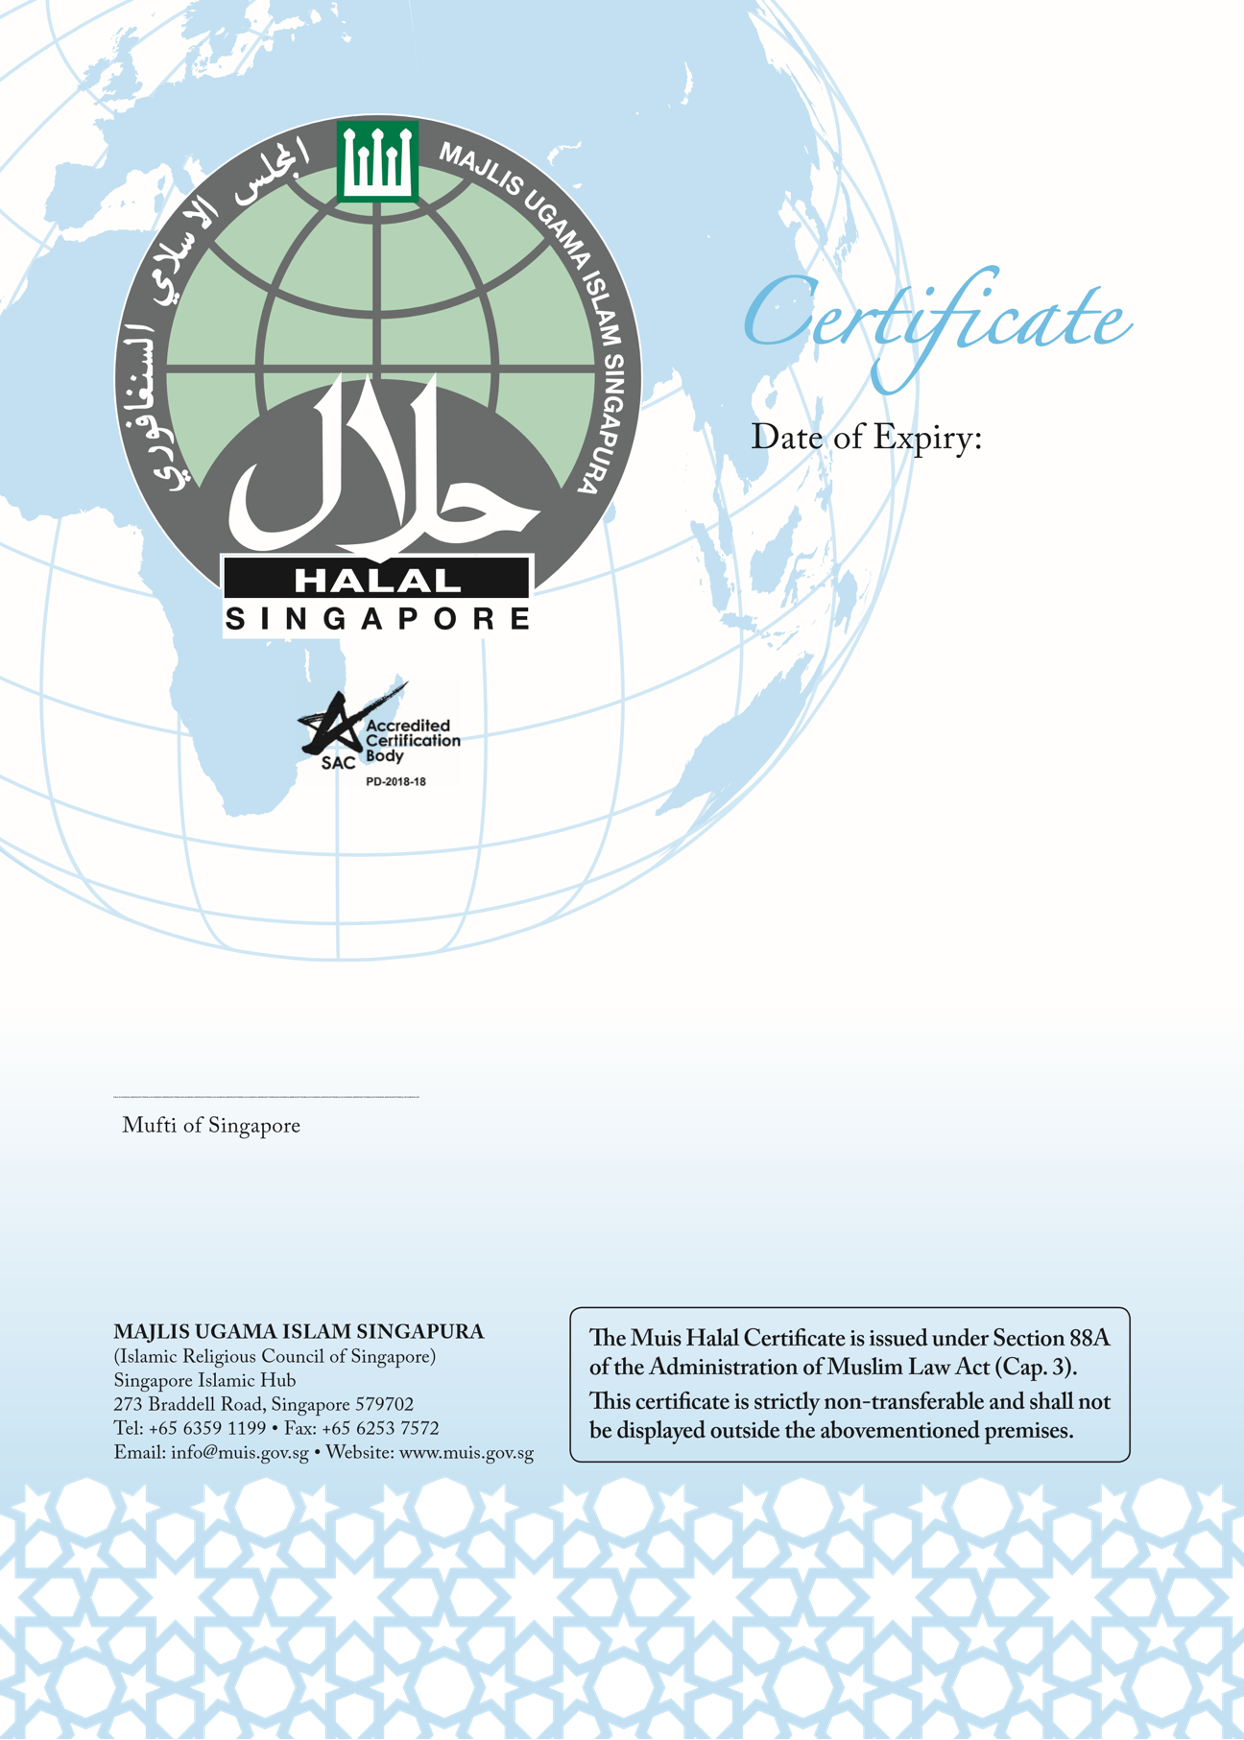 المجلس الاسلامي السنغافوري
MAJLIS UGAMA ISLAM SINGAPURA
حلال
HALAL
SINGAPORE
Certificate
Date of Expiry:
SAC
Accredited
Certification
Body
PD-2018-18
Mufti of Singapore
MAJLIS UGAMA ISLAM SINGAPURA
(Islamic Religious Council of Singapore)
Singapore Islamic Hub
273 Braddell Road, Singapore 579702
Tel: +65 6359 1199 • Fax: +65 6253 7572
Email: info@muis.gov.sg • Website: www.muis.gov.sg
The Muis Halal Certificate is issued under Section 88A
of the Administration of Muslim Law Act (Cap. 3).
This certificate is strictly non-transferable and shall not
be displayed outside the abovementioned premises.